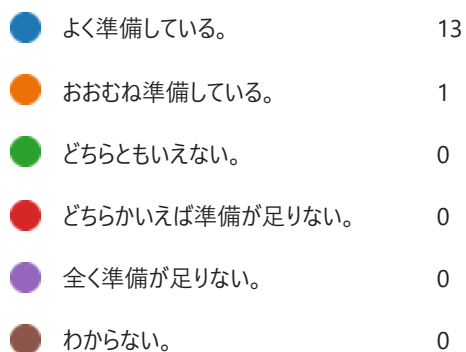 よく準備している。 13
おおむね準備している。 1
どちらともいえない。 0
どちらかいえば準備が足りない。 0
全く準備が足りない。 0
わからない。 0